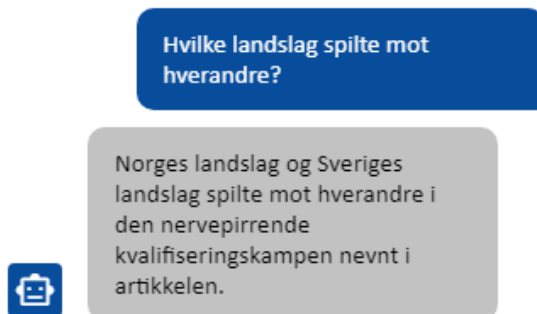 Hvilke landslag spilte mot
hverandre?
Norges landslag og Sveriges
landslag spilte mot hverandre i
den nervepirrende
kvalifiseringskampen nevnt i
artikkelen.